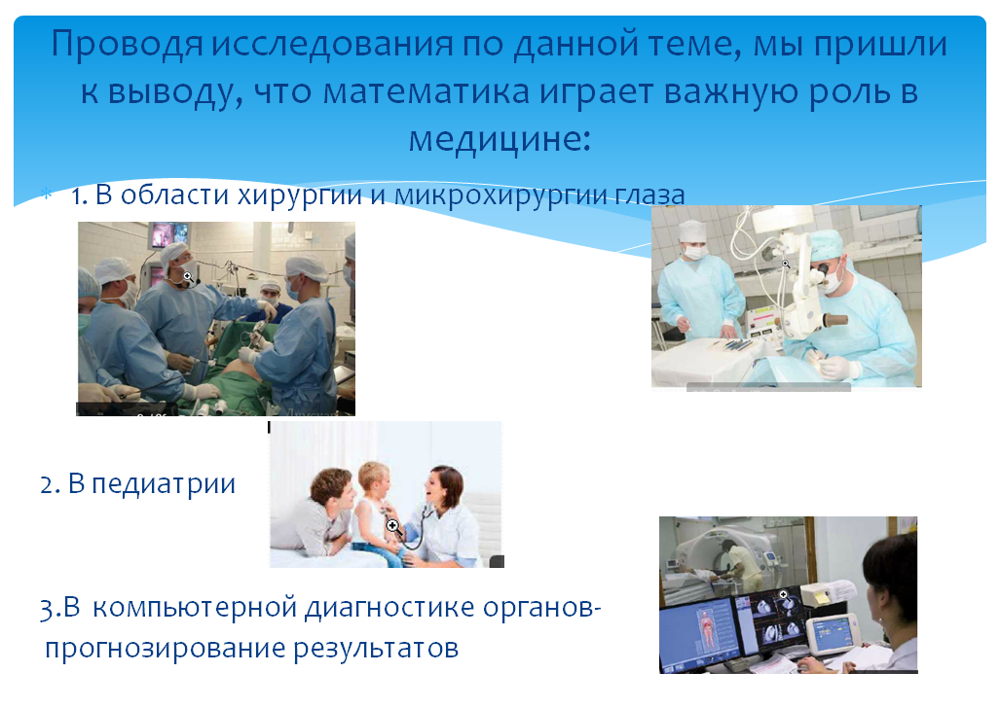 Проводя исследования по данной теме, мы пришли
к выводу, что математика играет важную роль в
медицине:
* 1. В области хирургии и микрохирургии глаза
2. В педиатрии
3.В компьютерной диагностике органов-
прогнозирование результатов